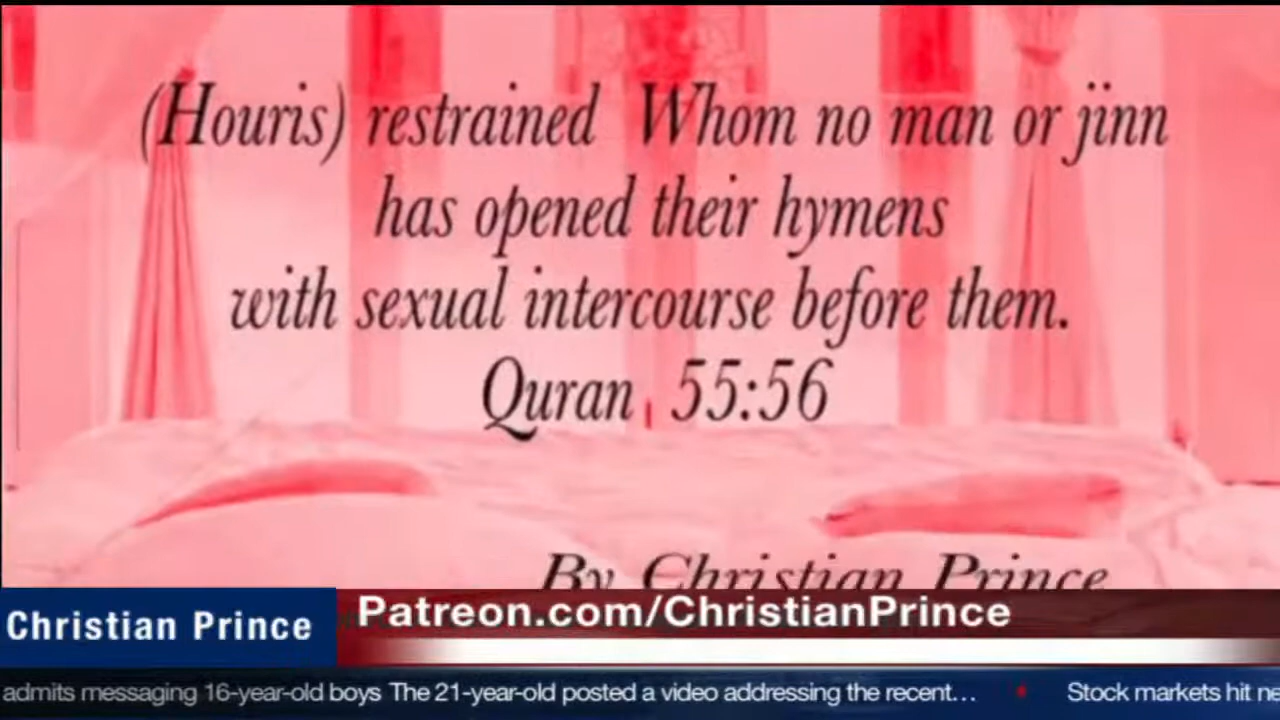 (Houris) restrained Whom no man or jinn
has opened their hymens
with sexual intercourse before them.
Quran 55:56
By Christian Prince
Christian Prince
Patreon.com/ChristianPrince
admits messaging 16-year-old boys The 21-year-old posted a video addressing the recent… Stock markets hit ne